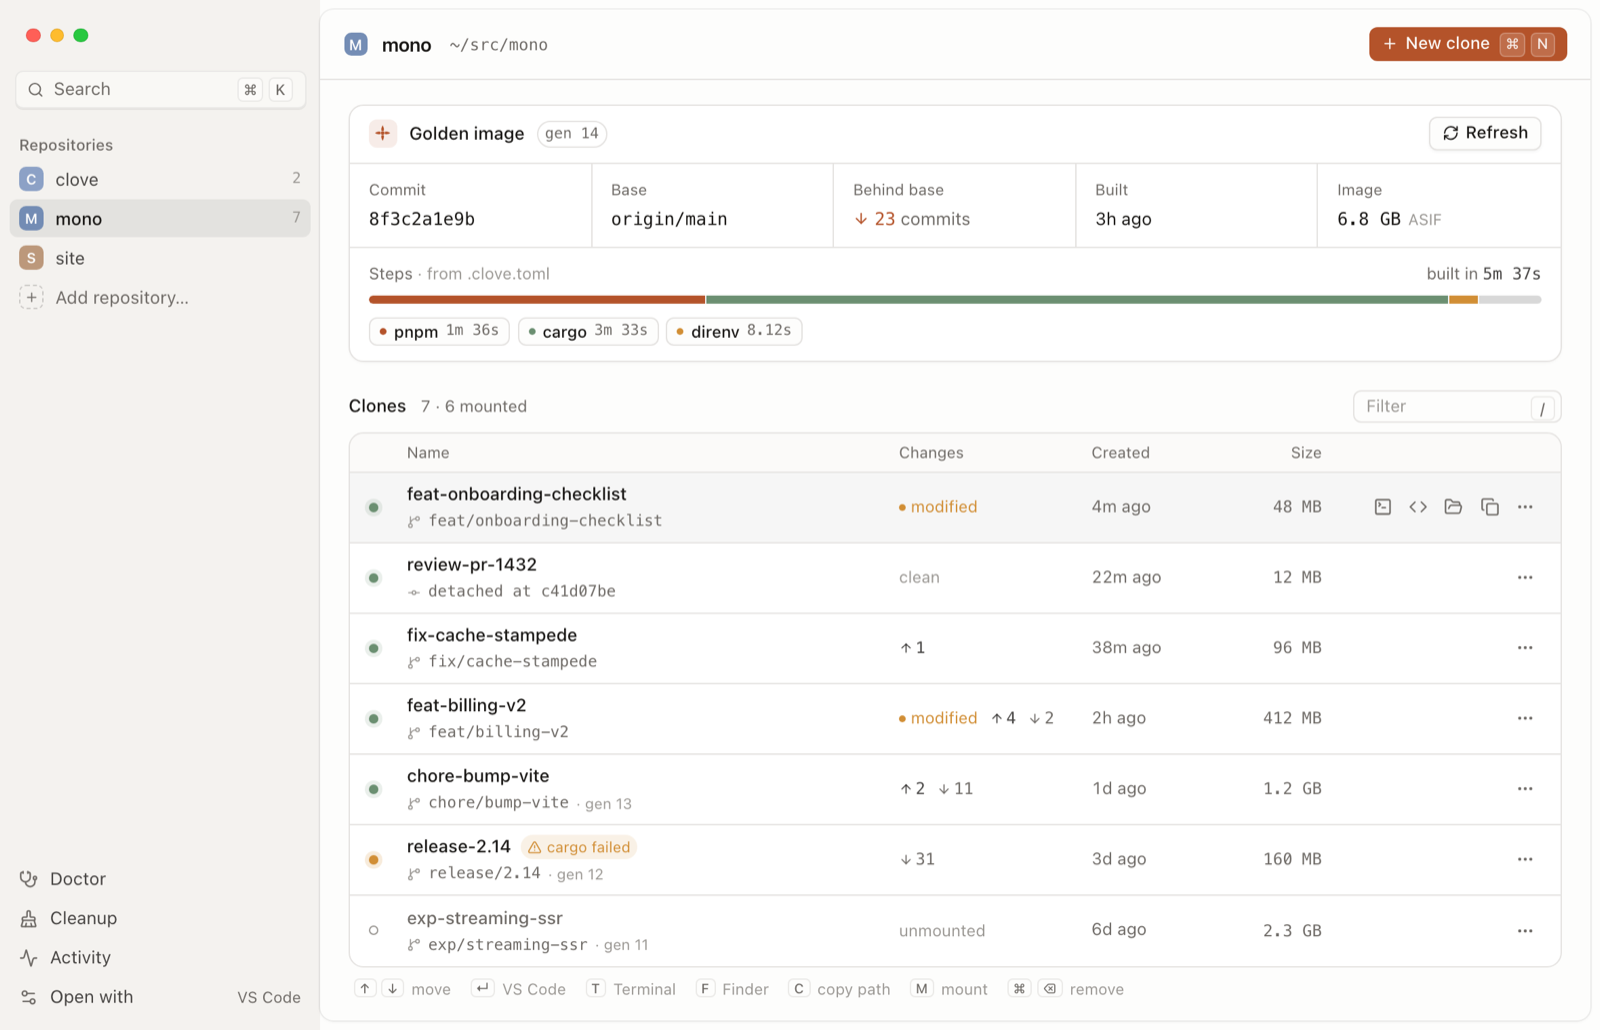 Search ⌘ K
Repositories
C clove 2
M mono 7
S site
+ Add repository...
Doctor
Cleanup
Activity
Open with VS Code
M mono ~/src/mono
+ New clone ⌘ N
Golden image gen 14
Refresh
Commit Base Behind base Built Image
8f3c2a1e9b origin/main ↓ 23 commits 3h ago 6.8 GB ASIF
Steps · from .clove.toml built in 5m 37s
pnpm 1m 36s cargo 3m 33s direnv 8.12s
Clones 7 · 6 mounted
Filter /
Name Changes Created Size
feat-onboarding-checklist
feat/onboarding-checklist
modified 4m ago 48 MB
review-pr-1432
detached at c41d07be
clean 22m ago 12 MB
fix-cache-stampede
fix/cache-stampede
↑ 1 38m ago 96 MB
feat-billing-v2
feat/billing-v2
modified ↑ 4 ↓ 2 2h ago 412 MB
chore-bump-vite
chore/bump-vite · gen 13
↑ 2 ↓ 11 1d ago 1.2 GB
release-2.14 cargo failed
release/2.14 · gen 12
↓ 31 3d ago 160 MB
exp-streaming-ssr
exp/streaming-ssr · gen 11
unmounted 6d ago 2.3 GB
↑ ↓ move ↵ VS Code T Terminal F Finder C copy path M mount ⌘ ⌫ remove